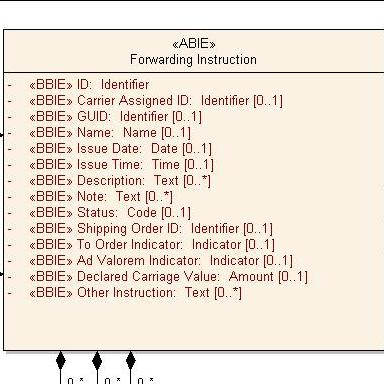 «ABIE»
Forwarding Instruction
- «BBIE» ID: Identifier
- «BBIE» Carrier Assigned ID: Identifier [0..1]
- «BBIE» GUID: Identifier [0..1]
- «BBIE» Name: Name [0..1]
- «BBIE» Issue Date: Date [0..1]
- «BBIE» Issue Time: Time [0..1]
- «BBIE» Description: Text [0..*]
- «BBIE» Note: Text [0..*]
- «BBIE» Status: Code [0..1]
- «BBIE» Shipping Order ID: Identifier [0..1]
- «BBIE» To Order Indicator: Indicator [0..1]
- «BBIE» Ad Valorem Indicator: Indicator [0..1]
- «BBIE» Declared Carriage Value: Amount [0..1]
- «BBIE» Other Instruction: Text [0..*]
0..* 0..* 0..*